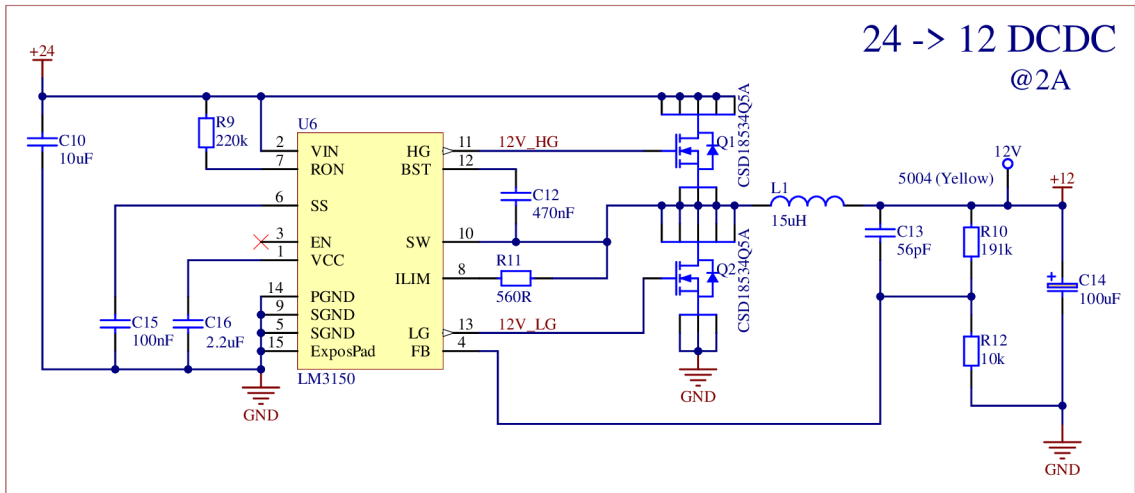 24 -> 12 DCDC
@2A
+24
C10
10uF
R9
220k
U6
2 VIN
7 RON
6 SS
3 EN
1 VCC
14 PGND
9 SGND
5 SGND
15 ExposPad
HG 11
BST 12
SW 10
ILIM 8
LG 13
FB 4
LM3150
GND
C15
100nF
C16
2.2uF
12V_HG
C12
470nF
R11
560R
12V_LG
Q1
CSD18534Q5A
Q2
CSD18534Q5A
GND
L1
15uH
12V
5004 (Yellow)
+12
C13
56pF
R10
191k
R12
10k
C14
100uF
GND